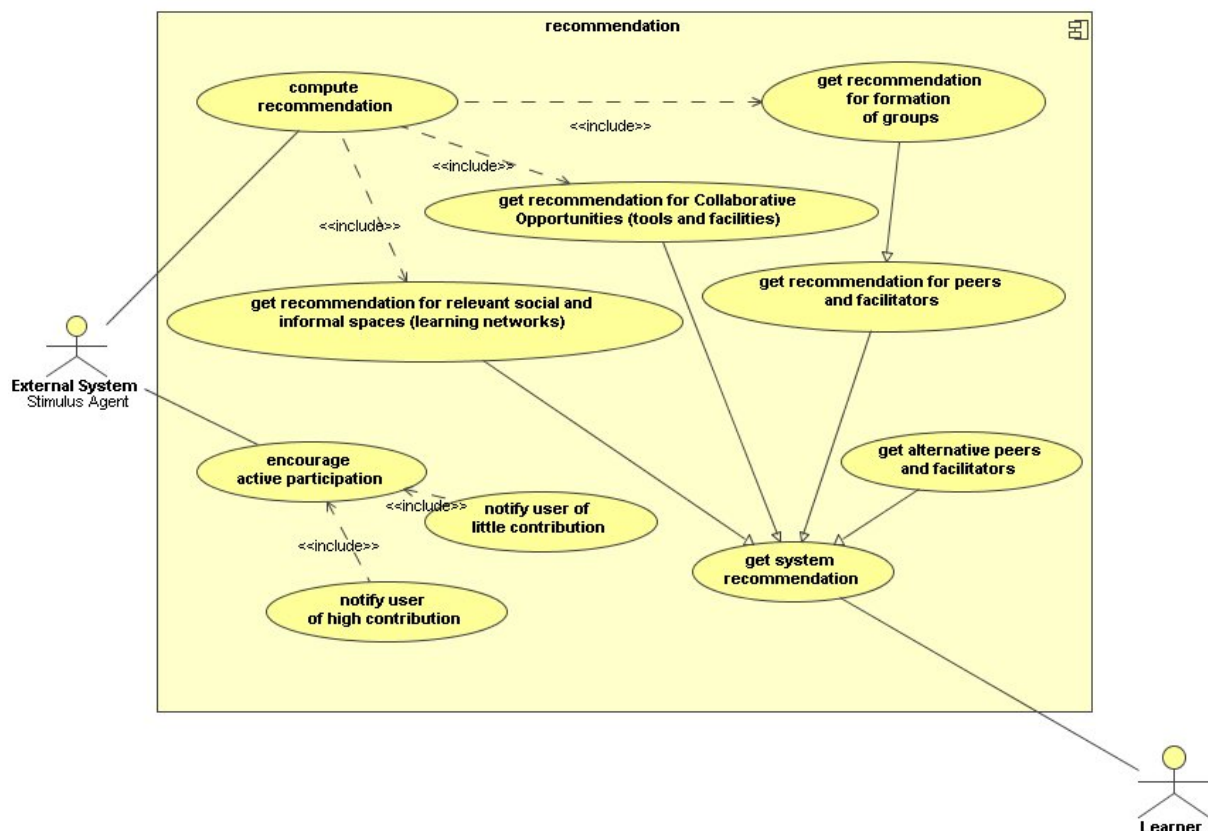 recommendation
compute
recommendation
get recommendation
for formation
of groups
<<include>>
<<include>>
get recommendation for Collaborative
Opportunities (tools and facilities)
<<include>>
get recommendation for peers
and facilitators
get recommendation for relevant social and
informal spaces (learning networks)
External System
Stimulus Agent
encourage
active participation
get alternative peers
and facilitators
<<include>>
notify user of
little contribution
<<include>>
get system
recommendation
notify user
of high contribution
Learner